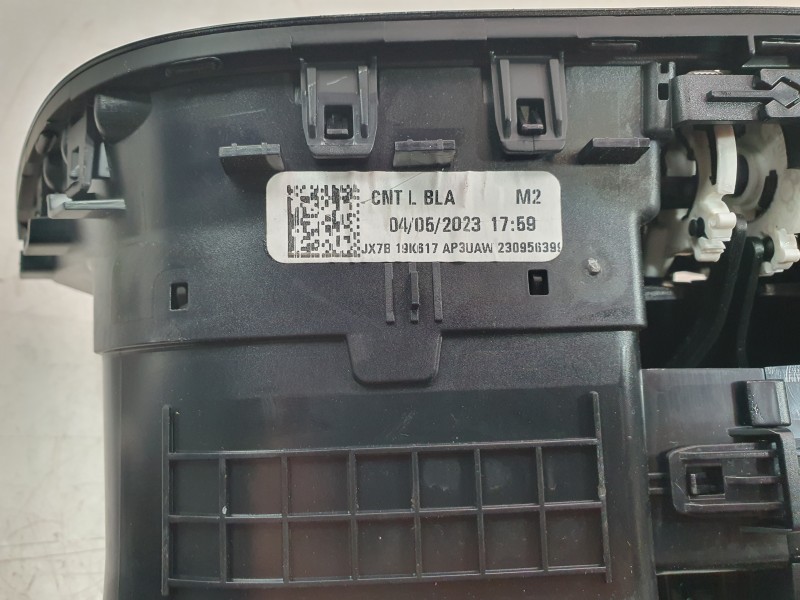 CNT L BLA M2
04/05/2023 17:59
JX7B 19K617 AP3UAW 230956399